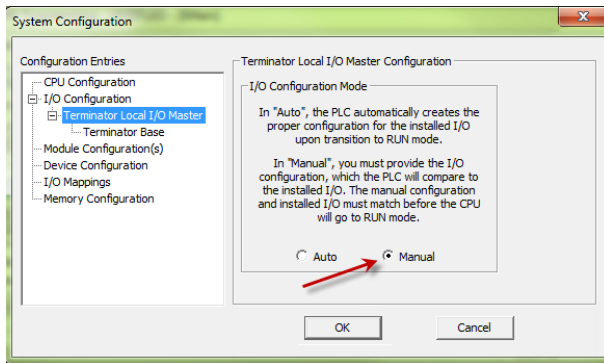 System Configuration
Configuration Entries
CPU Configuration
I/O Configuration
Terminator Local I/O Master
Terminator Base
Module Configuration(s)
Device Configuration
I/O Mappings
Memory Configuration
Terminator Local I/O Master Configuration
I/O Configuration Mode
In "Auto", the PLC automatically creates the
proper configuration for the installed I/O
upon transition to RUN mode.
In "Manual", you must provide the I/O
configuration, which the PLC will compare to
the installed I/O. The manual configuration
and installed I/O must match before the CPU
will go to RUN mode.
Auto
Manual
OK
Cancel